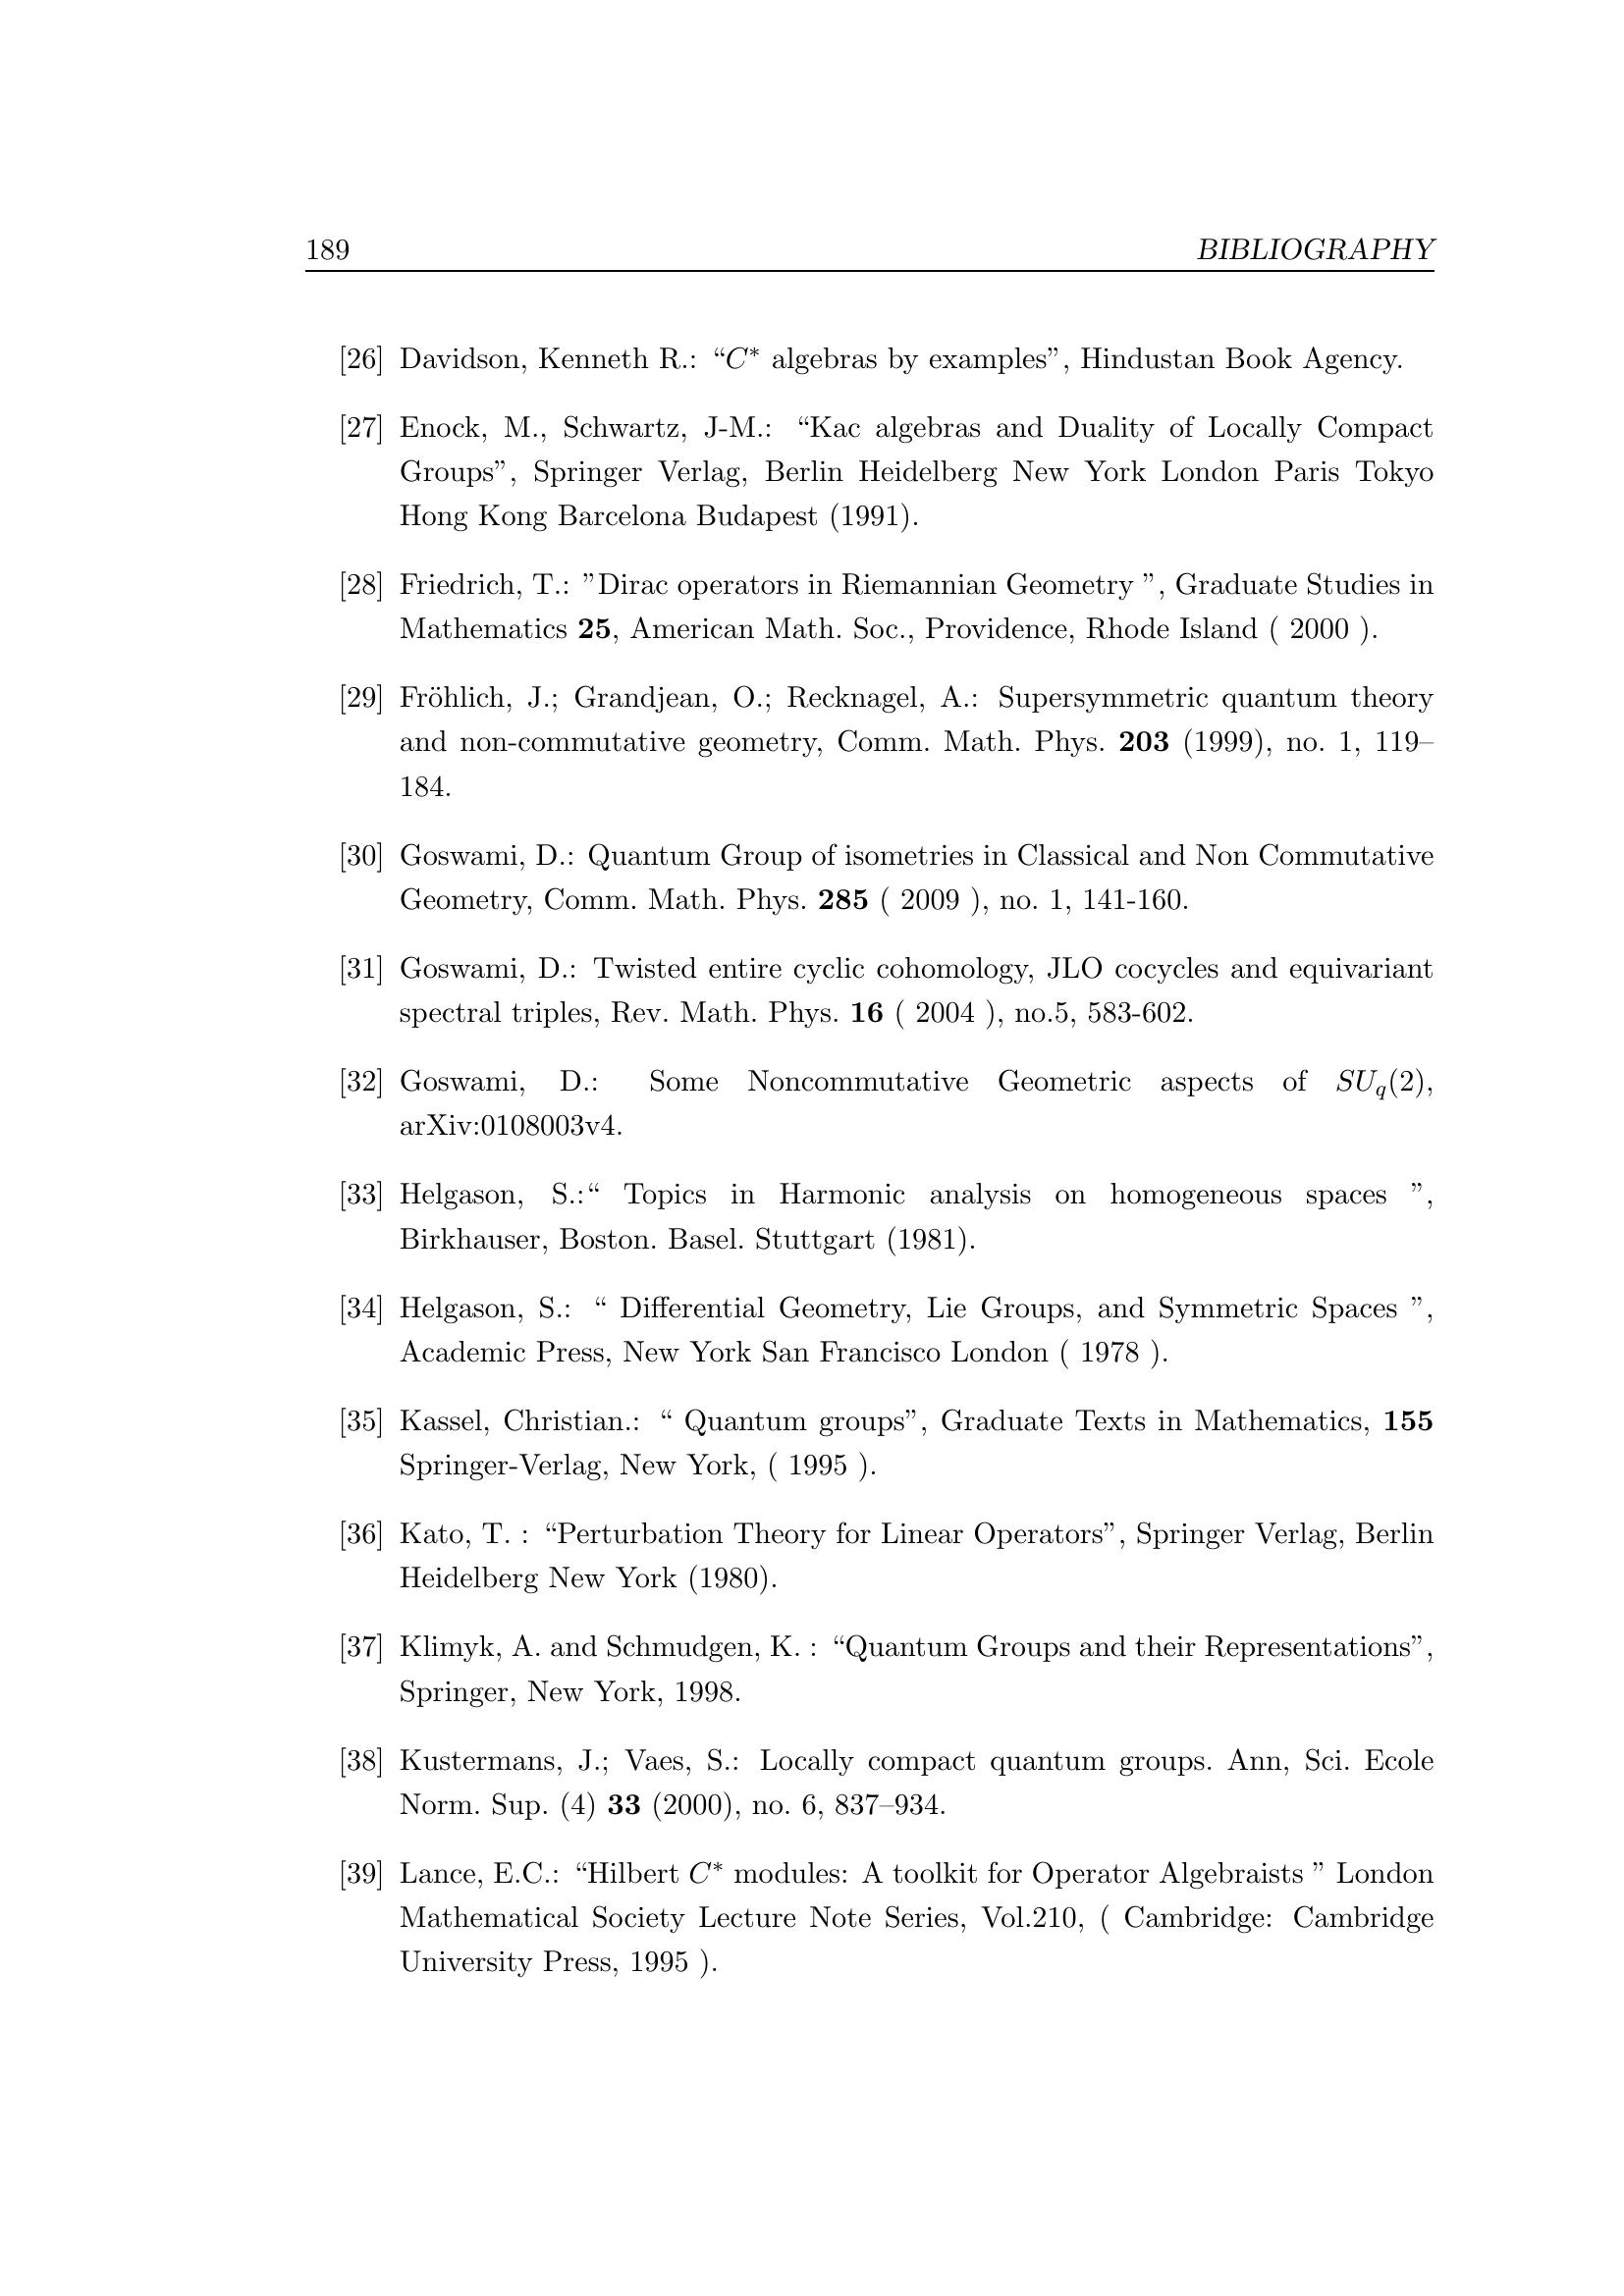 189 BIBLIOGRAPHY
[26] Davidson, Kenneth R.: “C* algebras by examples”, Hindustan Book Agency.
[27] Enock, M., Schwartz, J-M.: “Kac algebras and Duality of Locally Compact
Groups”, Springer Verlag, Berlin Heidelberg New York London Paris Tokyo
Hong Kong Barcelona Budapest (1991).
[28] Friedrich, T.: ”Dirac operators in Riemannian Geometry ”, Graduate Studies in
Mathematics 25, American Math. Soc., Providence, Rhode Island ( 2000 ).
[29] Fröhlich, J.; Grandjean, O.; Recknagel, A.: Supersymmetric quantum theory
and non-commutative geometry, Comm. Math. Phys. 203 (1999), no. 1, 119–
184.
[30] Goswami, D.: Quantum Group of isometries in Classical and Non Commutative
Geometry, Comm. Math. Phys. 285 ( 2009 ), no. 1, 141-160.
[31] Goswami, D.: Twisted entire cyclic cohomology, JLO cocycles and equivariant
spectral triples, Rev. Math. Phys. 16 ( 2004 ), no.5, 583-602.
[32] Goswami, D.: Some Noncommutative Geometric aspects of SU_q(2),
arXiv:0108003v4.
[33] Helgason, S.:“ Topics in Harmonic analysis on homogeneous spaces ”,
Birkhauser, Boston. Basel. Stuttgart (1981).
[34] Helgason, S.: “ Differential Geometry, Lie Groups, and Symmetric Spaces ”,
Academic Press, New York San Francisco London ( 1978 ).
[35] Kassel, Christian.: “ Quantum groups”, Graduate Texts in Mathematics, 155
Springer-Verlag, New York, ( 1995 ).
[36] Kato, T. : “Perturbation Theory for Linear Operators”, Springer Verlag, Berlin
Heidelberg New York (1980).
[37] Klimyk, A. and Schmudgen, K. : “Quantum Groups and their Representations”,
Springer, New York, 1998.
[38] Kustermans, J.; Vaes, S.: Locally compact quantum groups. Ann, Sci. Ecole
Norm. Sup. (4) 33 (2000), no. 6, 837–934.
[39] Lance, E.C.: “Hilbert C* modules: A toolkit for Operator Algebraists ” London
Mathematical Society Lecture Note Series, Vol.210, ( Cambridge: Cambridge
University Press, 1995 ).